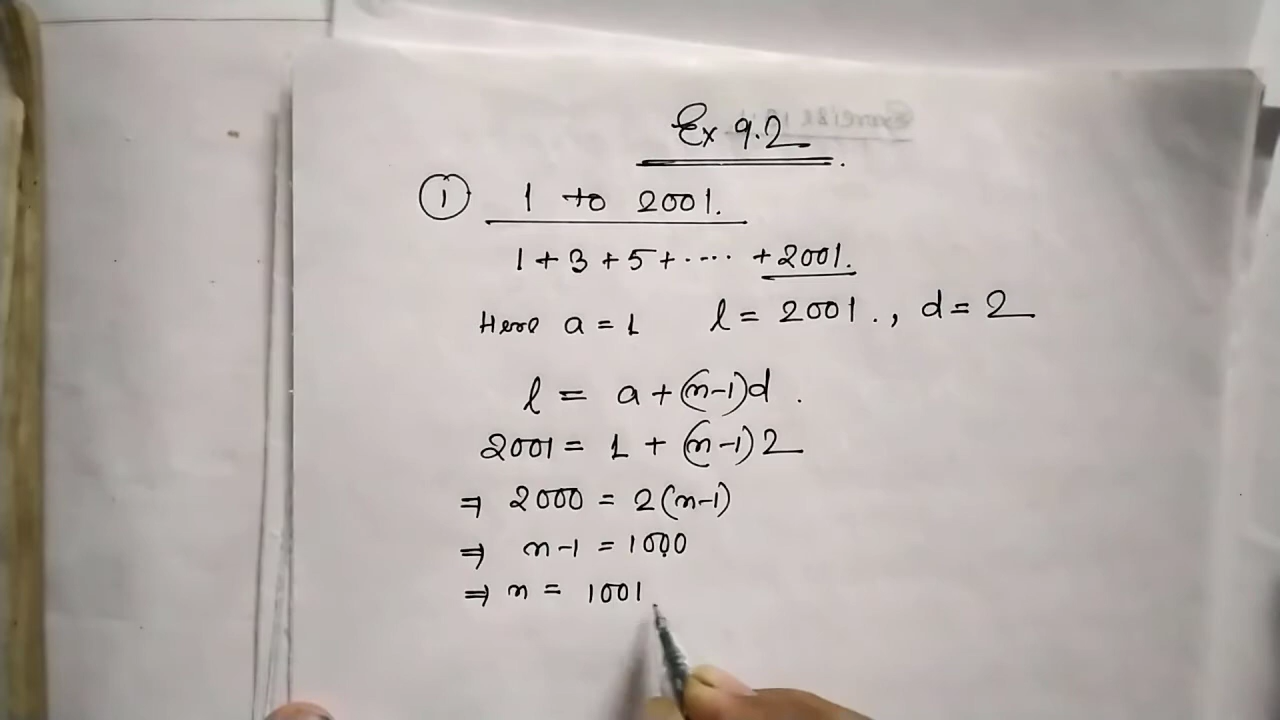 Ex 9.2
① 1 to 2001.
1 + 3 + 5 + ..... + 2001.
Here a = 1 l = 2001., d = 2
l = a + (n-1)d.
2001 = 1 + (n-1)2
⇒ 2000 = 2(n-1)
⇒ n-1 = 1000
⇒ n = 1001